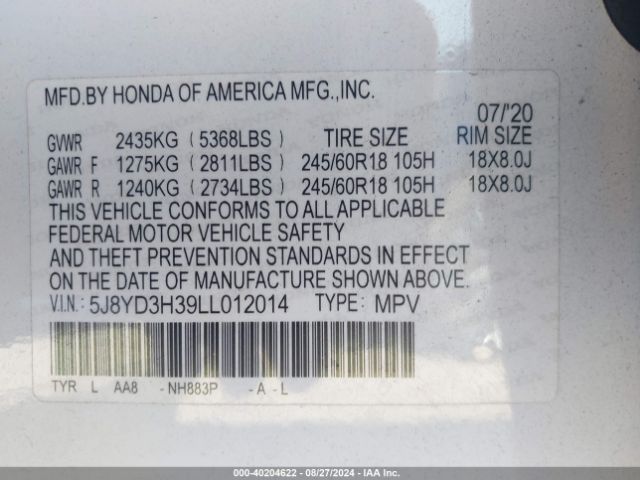 MFD.BY HONDA OF AMERICA MFG.,INC.
07/'20
GVWR 2435KG (5368LBS) TIRE SIZE RIM SIZE
GAWR F 1275KG (2811LBS) 245/60R18 105H 18X8.0J
GAWR R 1240KG (2734LBS) 245/60R18 105H 18X8.0J
THIS VEHICLE CONFORMS TO ALL APPLICABLE
FEDERAL MOTOR VEHICLE SAFETY
AND THEFT PREVENTION STANDARDS IN EFFECT
ON THE DATE OF MANUFACTURE SHOWN ABOVE.
V.I.N.: 5J8YD3H39LL012014 TYPE: MPV
TYR L AA8 -NH883P -A-L
000-40204622 - 08/27/2024 - IAAI.COM